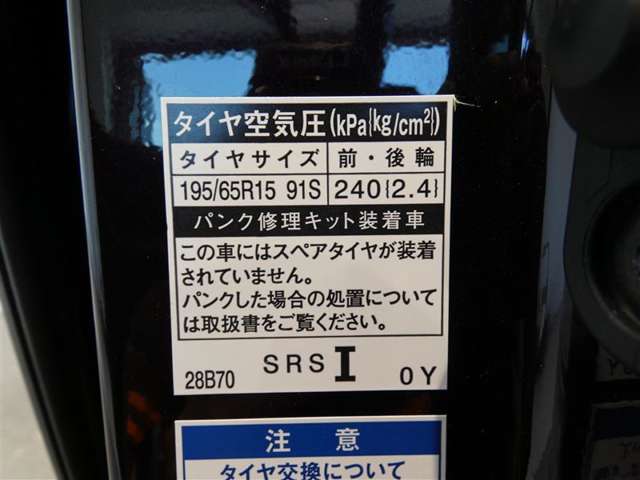 タイヤ空気圧(kPa{kg/cm²})
タイヤサイズ 前・後輪
195/65R15 91S 240{2.4}
パンク修理キット装着車
この車にはスペアタイヤが装着
されていません。
パンクした場合の処置について
は取扱書をご覧ください。
28B70 SRS I 0Y
注意
タイヤ交換について